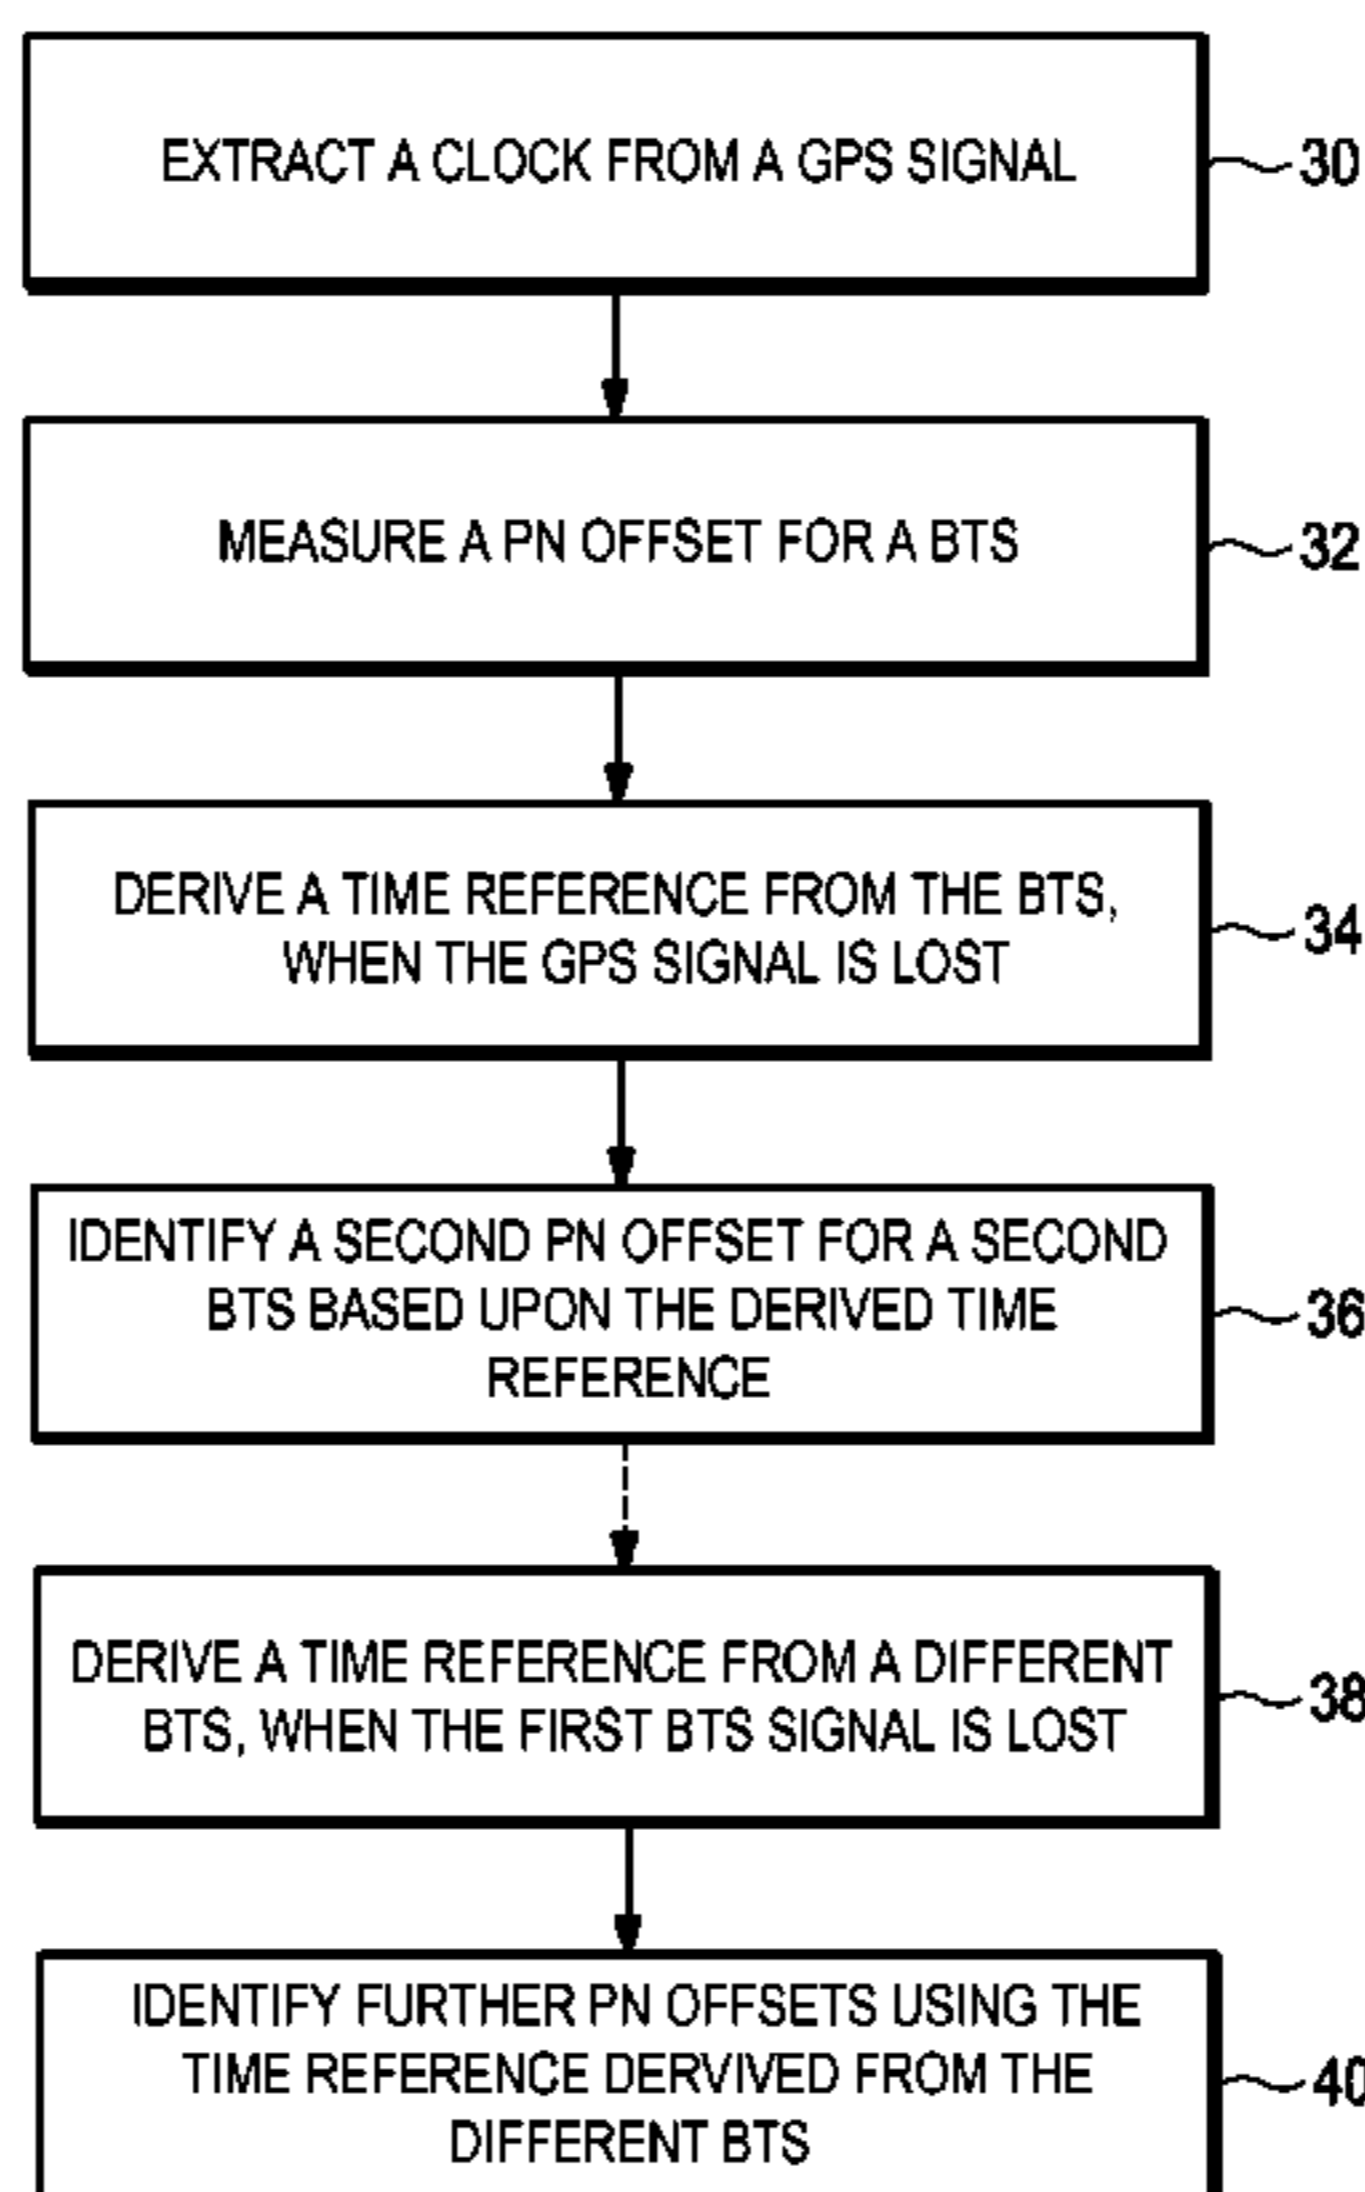 EXTRACT A CLOCK FROM A GPS SIGNAL
30
MEASURE A PN OFFSET FOR A BTS
32
DERIVE A TIME REFERENCE FROM THE BTS,
WHEN THE GPS SIGNAL IS LOST
34
IDENTIFY A SECOND PN OFFSET FOR A SECOND
BTS BASED UPON THE DERIVED TIME
REFERENCE
36
DERIVE A TIME REFERENCE FROM A DIFFERENT
BTS, WHEN THE FIRST BTS SIGNAL IS LOST
38
IDENTIFY FURTHER PN OFFSETS USING THE
TIME REFERENCE DERVIVED FROM THE
DIFFERENT BTS
40